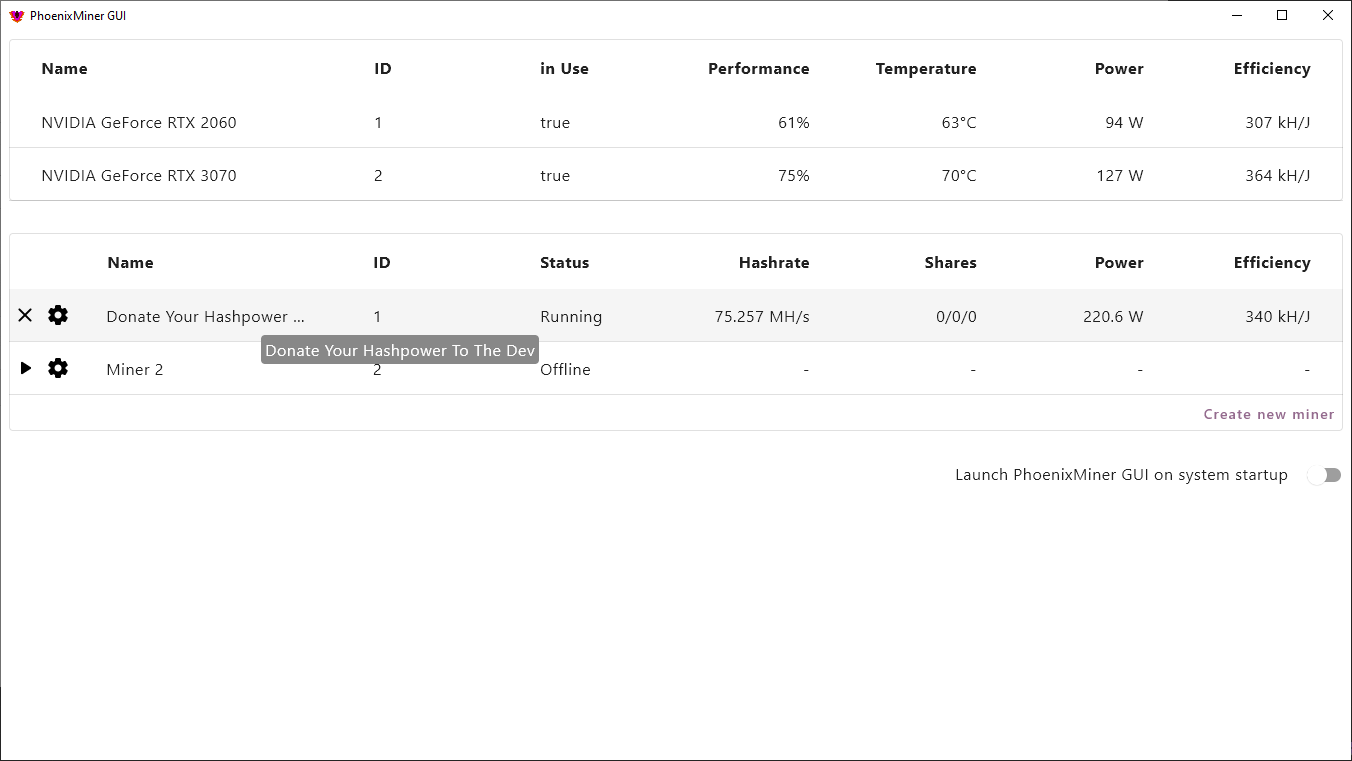 PhoenixMiner GUI
Name ID in Use Performance Temperature Power Efficiency
NVIDIA GeForce RTX 2060 1 true 61% 63°C 94 W 307 kH/J
NVIDIA GeForce RTX 3070 2 true 75% 70°C 127 W 364 kH/J
Name ID Status Hashrate Shares Power Efficiency
Donate Your Hashpower ... 1 Running 75.257 MH/s 0/0/0 220.6 W 340 kH/J
Donate Your Hashpower To The Dev
Miner 2 2 Offline - - - -
Create new miner
Launch PhoenixMiner GUI on system startup